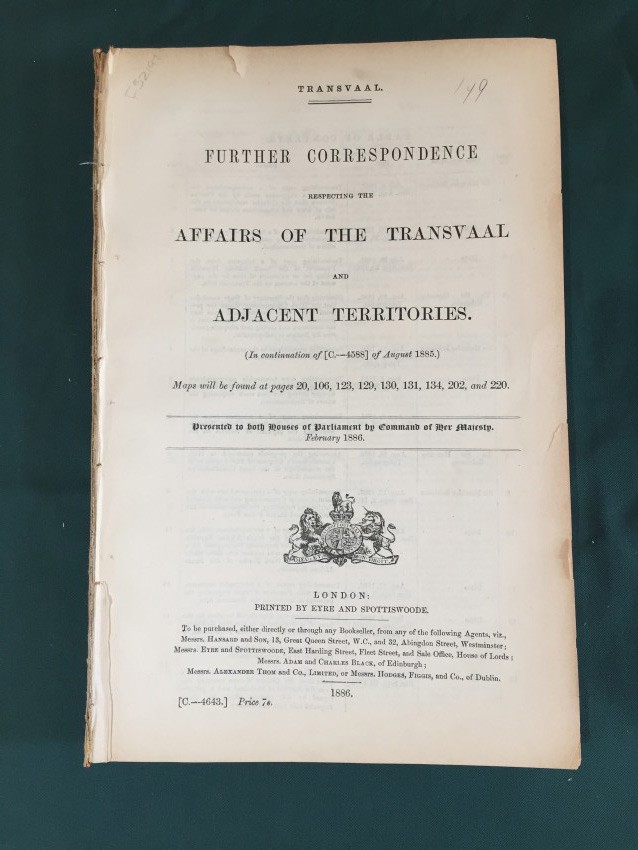 TRANSVAAL.
149
FURTHER CORRESPONDENCE
RESPECTING THE
AFFAIRS OF THE TRANSVAAL
AND
ADJACENT TERRITORIES.
(In continuation of [C.—4588] of August 1885.)
Maps will be found at pages 20, 106, 123, 129, 130, 131, 134, 202, and 220.
Presented to both Houses of Parliament by Command of Her Majesty.
February 1886.
LONDON:
PRINTED BY EYRE AND SPOTTISWOODE.
To be purchased, either directly or through any Bookseller, from any of the following Agents, viz.,
Messrs. HANSARD and SON, 13, Great Queen Street, W.C., and 32, Abingdon Street, Westminster;
Messrs. EYRE and SPOTTISWOODE, East Harding Street, Fleet Street, and Sale Office, House of Lords;
Messrs. ADAM and CHARLES BLACK, of Edinburgh;
Messrs. ALEXANDER THOM and Co., LIMITED, or Messrs. HODGES, FIGGIS, and Co., of Dublin.
1886.
[C.—4643.] Price 7s.